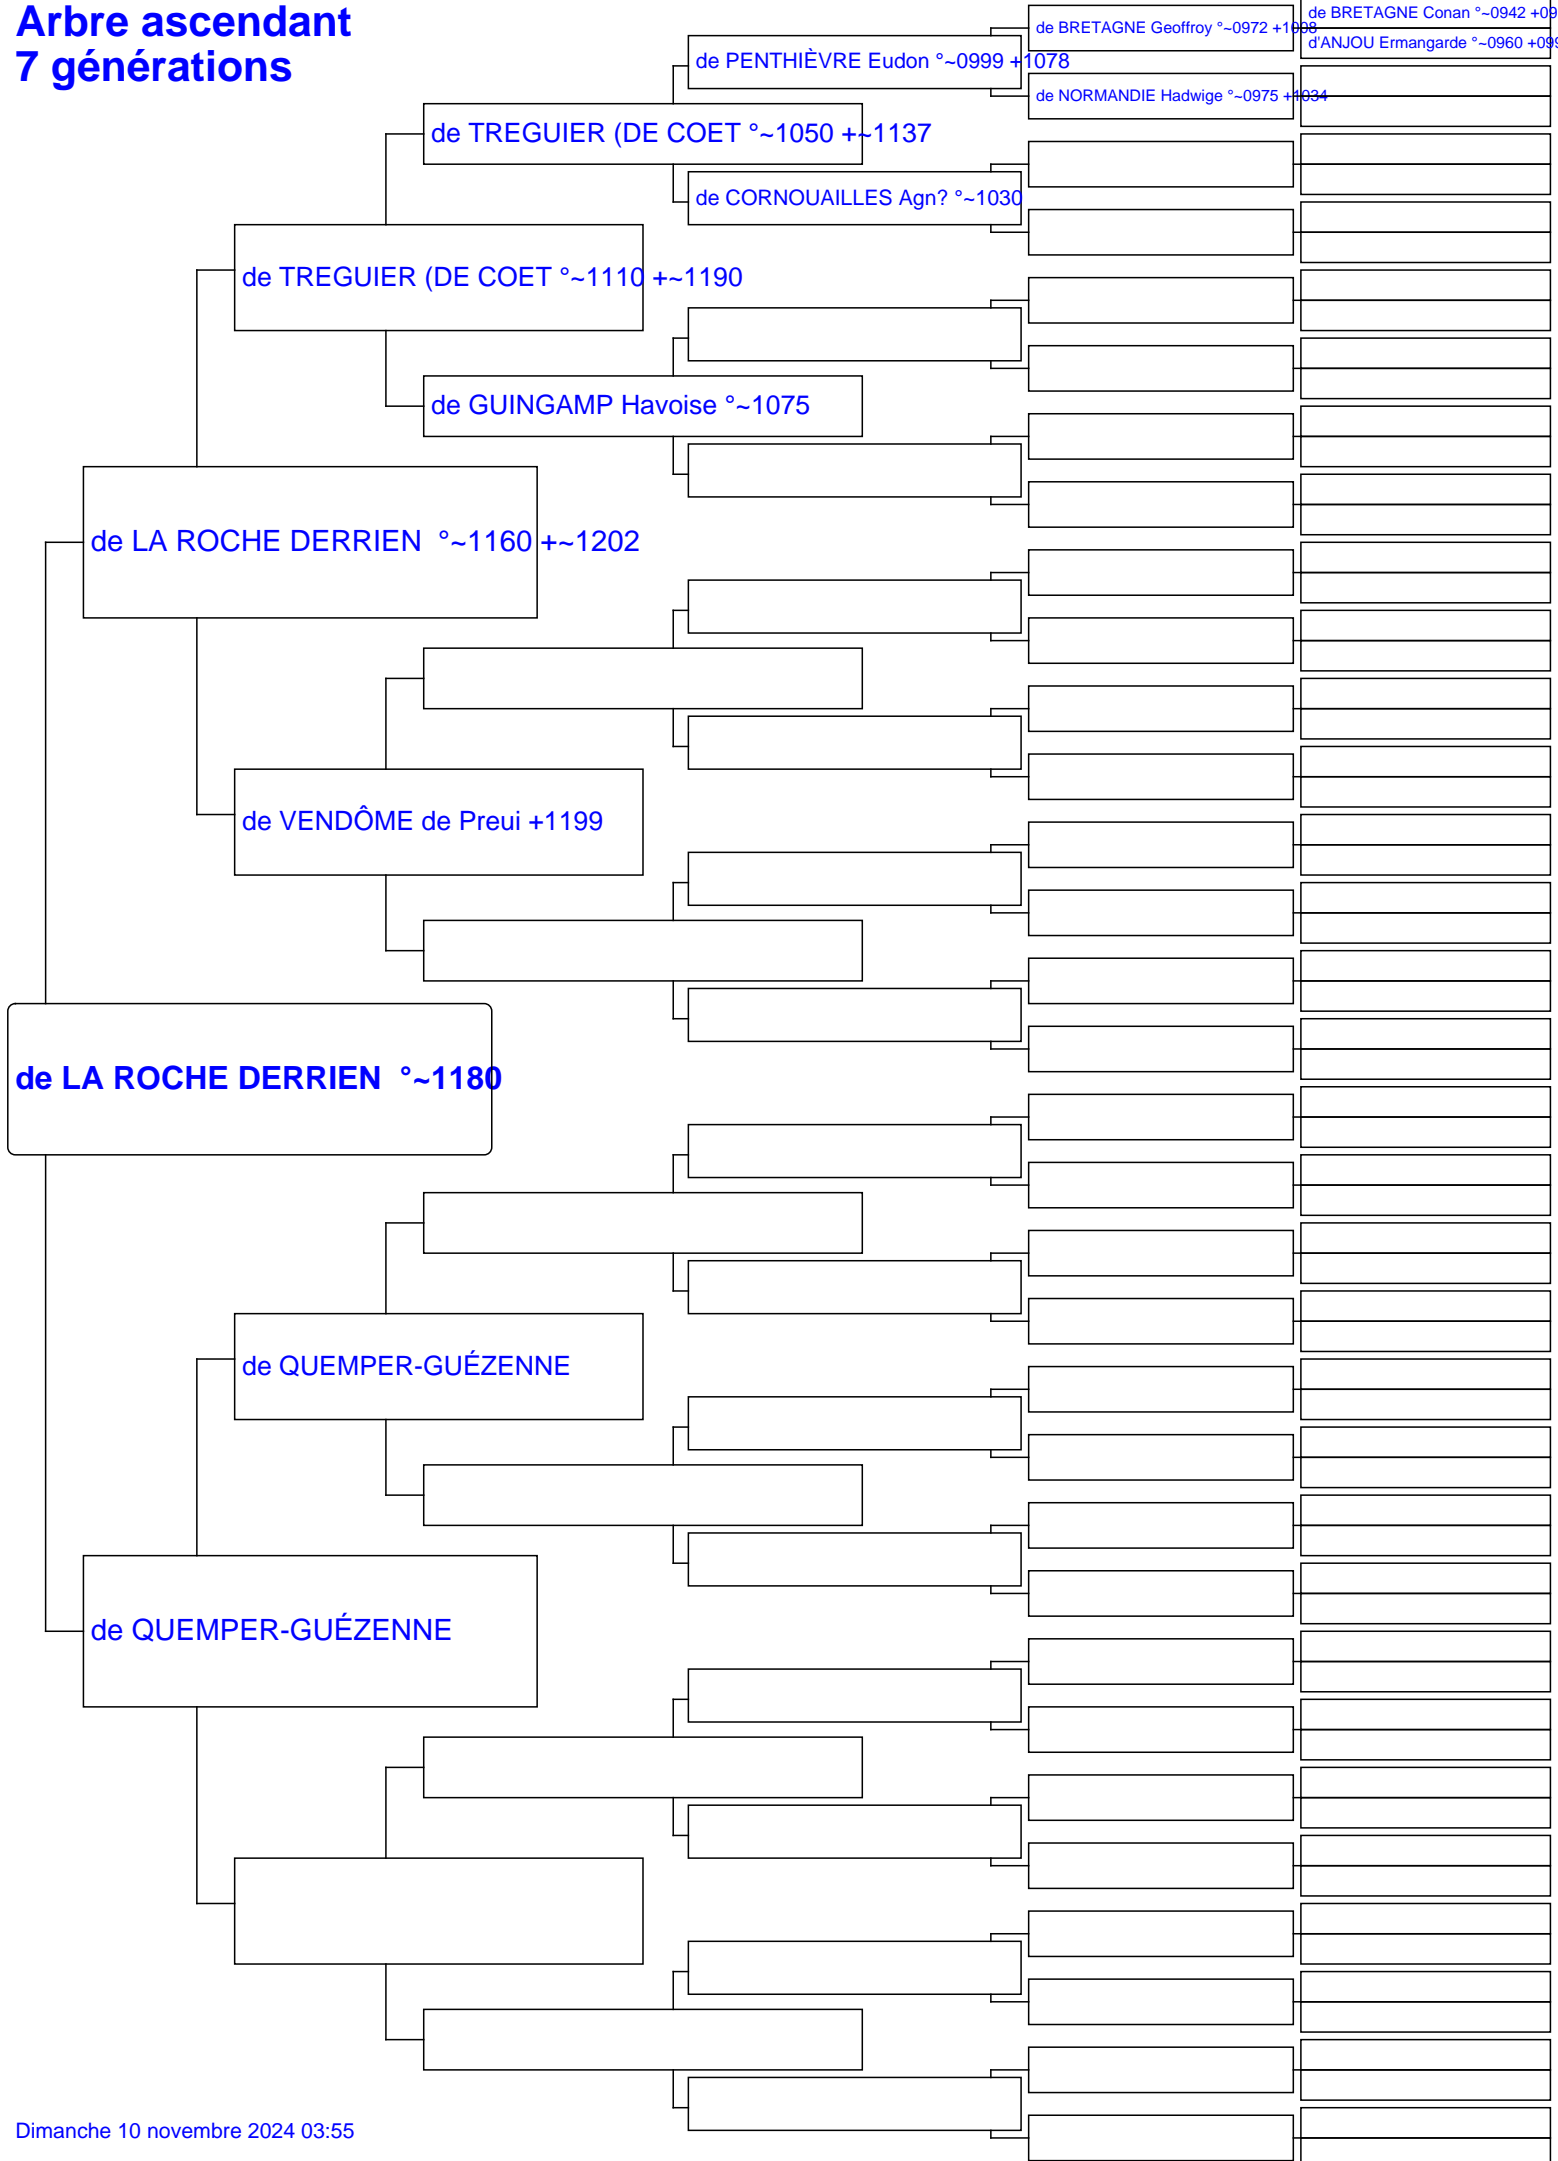 Arbre ascendant
7 générations
de BRETAGNE Conan °~0942 +09
de BRETAGNE Geoffroy °~0972 +1008
d'ANJOU Ermangarde °~0960 +099
de PENTHIÈVRE Eudon °~0999 +1078
de NORMANDIE Hadwige °~0975 +1034
de TREGUIER (DE COET °~1050 +~1137
de CORNOUAILLES Agn? °~1030
de TREGUIER (DE COET °~1110 +~1190
de GUINGAMP Havoise °~1075
de LA ROCHE DERRIEN °~1160 +~1202
de VENDÔME de Preui +1199
de LA ROCHE DERRIEN °~1180
de QUEMPER-GUÉZENNE
de QUEMPER-GUÉZENNE
Dimanche 10 novembre 2024 03:55